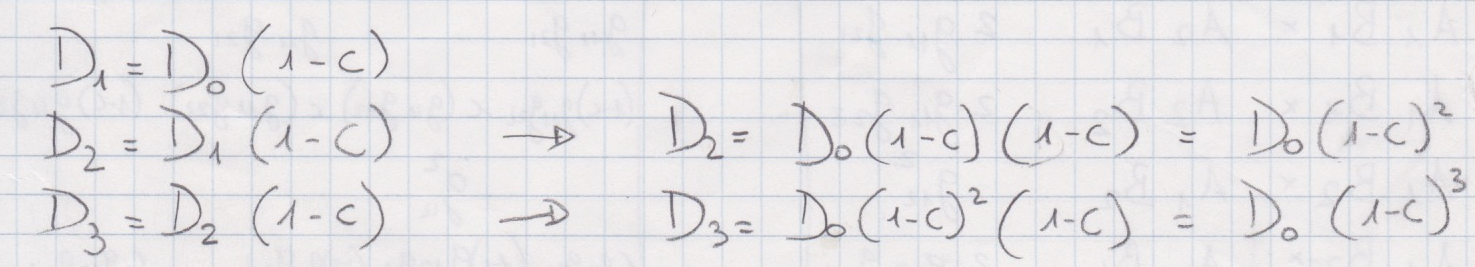 D₁ = D₀ (1-c)
D₂ = D₁ (1-c) → D₂ = D₀ (1-c) (1-c) = D₀ (1-c)²
D₃ = D₂ (1-c) → D₃ = D₀ (1-c)² (1-c) = D₀ (1-c)³